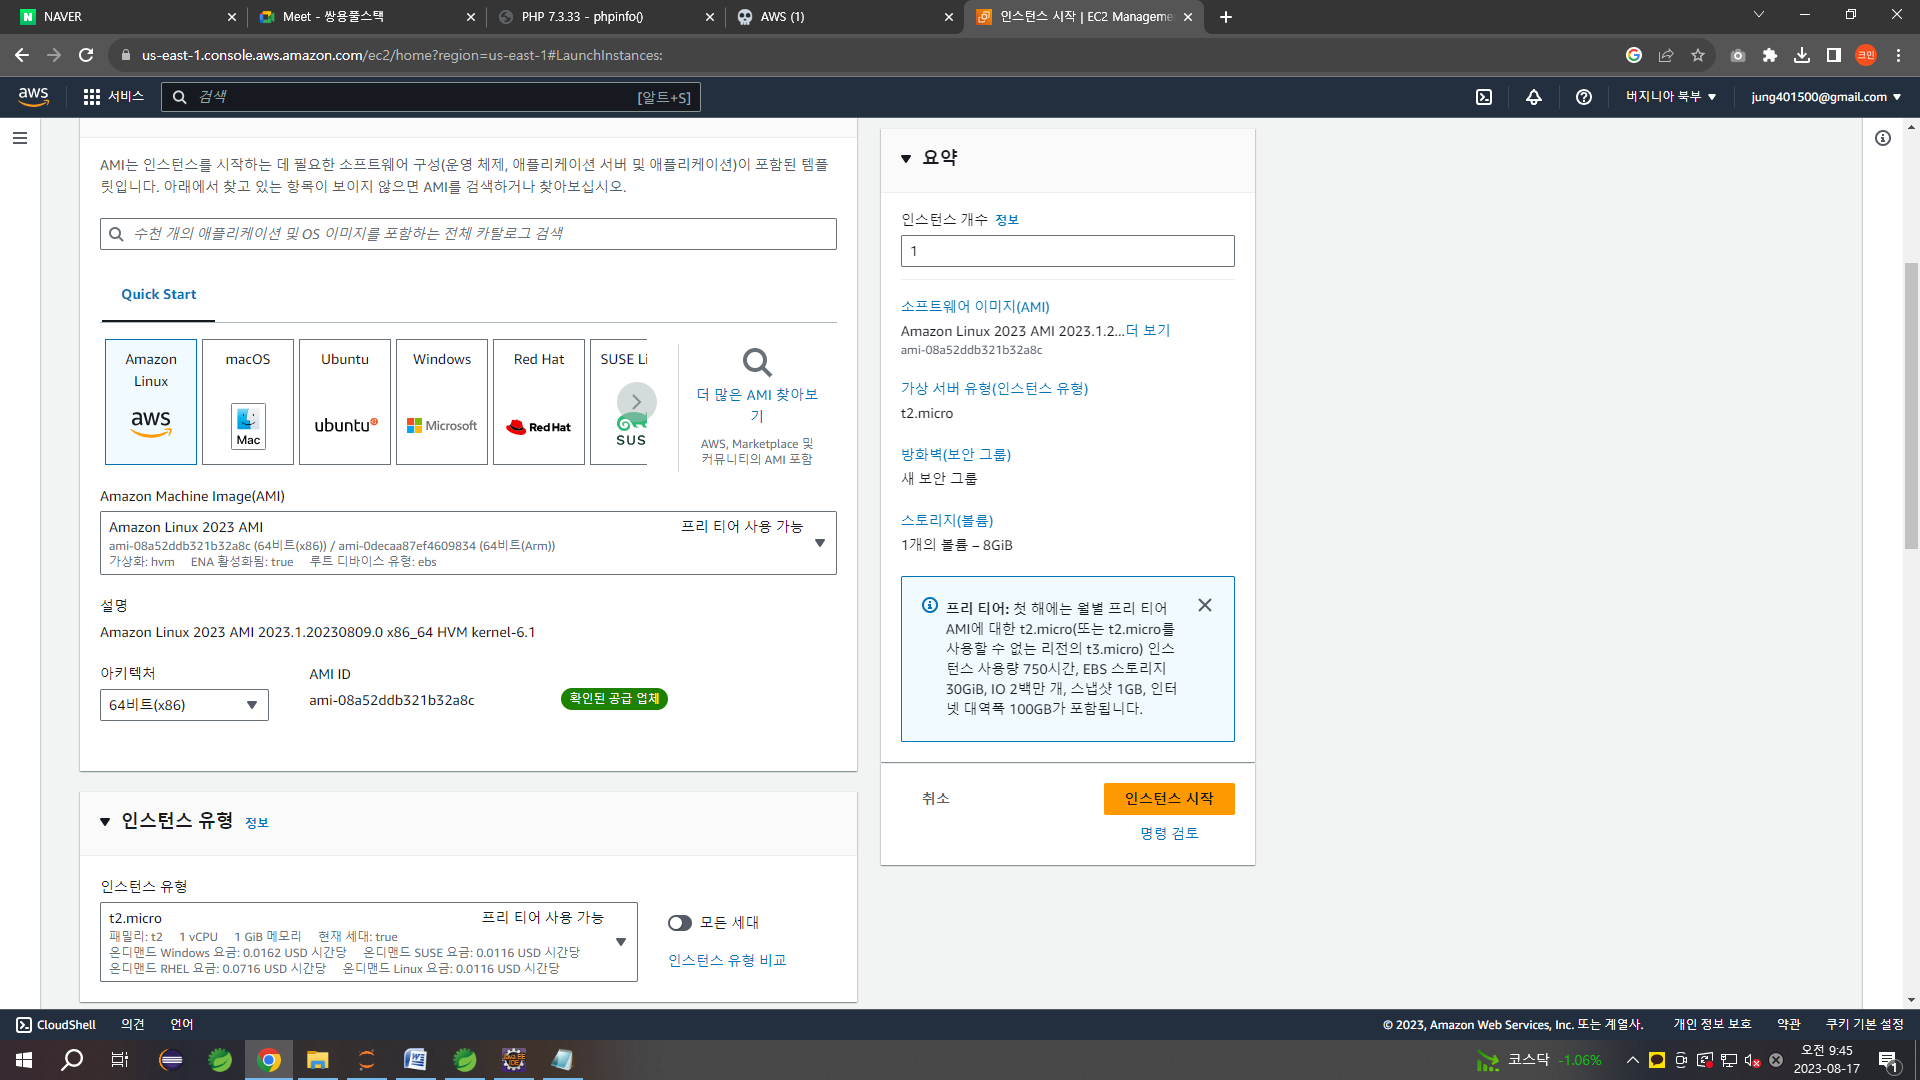 NAVER
Meet - 쌍용풀스택
PHP 7.3.33 - phpinfo()
AWS (1)
인스턴스 시작 | EC2 Manageme
us-east-1.console.aws.amazon.com/ec2/home?region=us-east-1#LaunchInstances:
크민
aws
서비스
검색
[알트+S]
버지니아 북부
jung401500@gmail.com
AMI는 인스턴스를 시작하는 데 필요한 소프트웨어 구성(운영 체제, 애플리케이션 서버 및 애플리케이션)이 포함된 템플
릿입니다. 아래에서 찾고 있는 항목이 보이지 않으면 AMI를 검색하거나 찾아보십시오.
수천 개의 애플리케이션 및 OS 이미지를 포함하는 전체 카탈로그 검색
Quick Start
Amazon
Linux
aws
macOS
Mac
Ubuntu
ubuntu
Windows
Microsoft
Red Hat
Red Hat
SUSE Li
SUS
더 많은 AMI 찾아보
기
AWS, Marketplace 및
커뮤니티의 AMI 포함
Amazon Machine Image(AMI)
Amazon Linux 2023 AMI
프리 티어 사용 가능
ami-08a52ddb321b32a8c (64비트(x86)) / ami-0decaa87ef4609834 (64비트(Arm))
가상화: hvm ENA 활성화됨: true 루트 디바이스 유형: ebs
설명
Amazon Linux 2023 AMI 2023.1.20230809.0 x86_64 HVM kernel-6.1
아키텍처
AMI ID
64비트(x86)
ami-08a52ddb321b32a8c
확인된 공급 업체
인스턴스 유형 정보
인스턴스 유형
t2.micro
프리 티어 사용 가능
패밀리: t2 1 vCPU 1 GiB 메모리 현재 세대: true
온디맨드 Windows 요금: 0.0162 USD 시간당 온디맨드 SUSE 요금: 0.0116 USD 시간당
온디맨드 RHEL 요금: 0.0716 USD 시간당 온디맨드 Linux 요금: 0.0116 USD 시간당
모든 세대
인스턴스 유형 비교
요약
인스턴스 개수 정보
1
소프트웨어 이미지(AMI)
Amazon Linux 2023 AMI 2023.1.2...더 보기
ami-08a52ddb321b32a8c
가상 서버 유형(인스턴스 유형)
t2.micro
방화벽(보안 그룹)
새 보안 그룹
스토리지(볼륨)
1개의 볼륨 – 8GiB
프리 티어: 첫 해에는 월별 프리 티어
AMI에 대한 t2.micro(또는 t2.micro를
사용할 수 없는 리전의 t3.micro) 인스
턴스 사용량 750시간, EBS 스토리지
30GiB, IO 2백만 개, 스냅샷 1GB, 인터
넷 대역폭 100GB가 포함됩니다.
취소
인스턴스 시작
명령 검토
CloudShell
의견
언어
© 2023, Amazon Web Services, Inc. 또는 계열사.
개인 정보 보호
약관
쿠키 기본 설정
코스닥 -1.06%
오전 9:45
2023-08-17
1